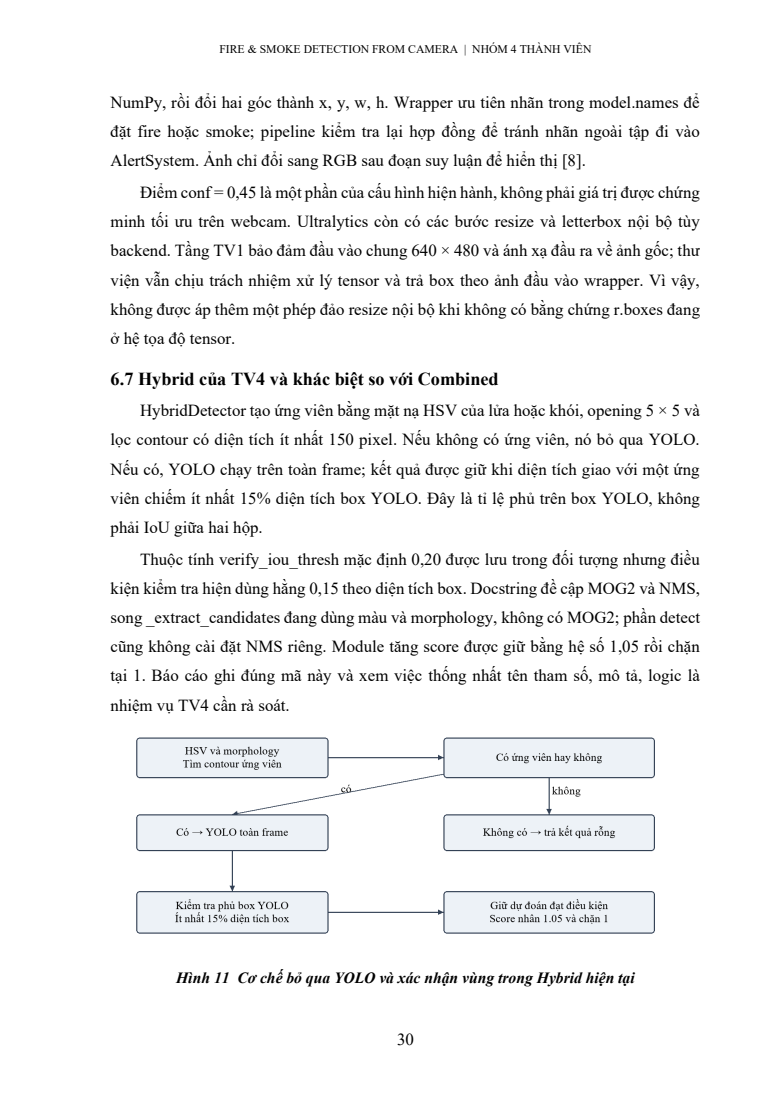 FIRE & SMOKE DETECTION FROM CAMERA | NHÓM 4 THÀNH VIÊN
NumPy, rồi đổi hai góc thành x, y, w, h. Wrapper ưu tiên nhãn trong model.names để
đặt fire hoặc smoke; pipeline kiểm tra lại hợp đồng để tránh nhãn ngoài tập đi vào
AlertSystem. Ảnh chỉ đổi sang RGB sau đoạn suy luận để hiển thị [8].
Điểm conf = 0,45 là một phần của cấu hình hiện hành, không phải giá trị được chứng
minh tối ưu trên webcam. Ultralytics còn có các bước resize và letterbox nội bộ tùy
backend. Tầng TV1 bảo đảm đầu vào chung 640 × 480 và ánh xạ đầu ra về ảnh gốc; thư
viện vẫn chịu trách nhiệm xử lý tensor và trả box theo ảnh đầu vào wrapper. Vì vậy,
không được áp thêm một phép đảo resize nội bộ khi không có bằng chứng r.boxes đang
ở hệ tọa độ tensor.
6.7 Hybrid của TV4 và khác biệt so với Combined
HybridDetector tạo ứng viên bằng mặt nạ HSV của lửa hoặc khói, opening 5 × 5 và
lọc contour có diện tích ít nhất 150 pixel. Nếu không có ứng viên, nó bỏ qua YOLO.
Nếu có, YOLO chạy trên toàn frame; kết quả được giữ khi diện tích giao với một ứng
viên chiếm ít nhất 15% diện tích box YOLO. Đây là tỉ lệ phủ trên box YOLO, không
phải IoU giữa hai hộp.
Thuộc tính verify_iou_thresh mặc định 0,20 được lưu trong đối tượng nhưng điều
kiện kiểm tra hiện dùng hằng 0,15 theo diện tích box. Docstring đề cập MOG2 và NMS,
song _extract_candidates đang dùng màu và morphology, không có MOG2; phần detect
cũng không cài đặt NMS riêng. Module tăng score được giữ bằng hệ số 1,05 rồi chặn
tại 1. Báo cáo ghi đúng mã này và xem việc thống nhất tên tham số, mô tả, logic là
nhiệm vụ TV4 cần rà soát.
HSV và morphology
Tìm contour ứng viên
Có ứng viên hay không
có
không
Có → YOLO toàn frame
Không có → trả kết quả rỗng
Kiểm tra phủ box YOLO
Ít nhất 15% diện tích box
Giữ dự đoán đạt điều kiện
Score nhân 1.05 và chặn 1
Hình 11 Cơ chế bỏ qua YOLO và xác nhận vùng trong Hybrid hiện tại
30